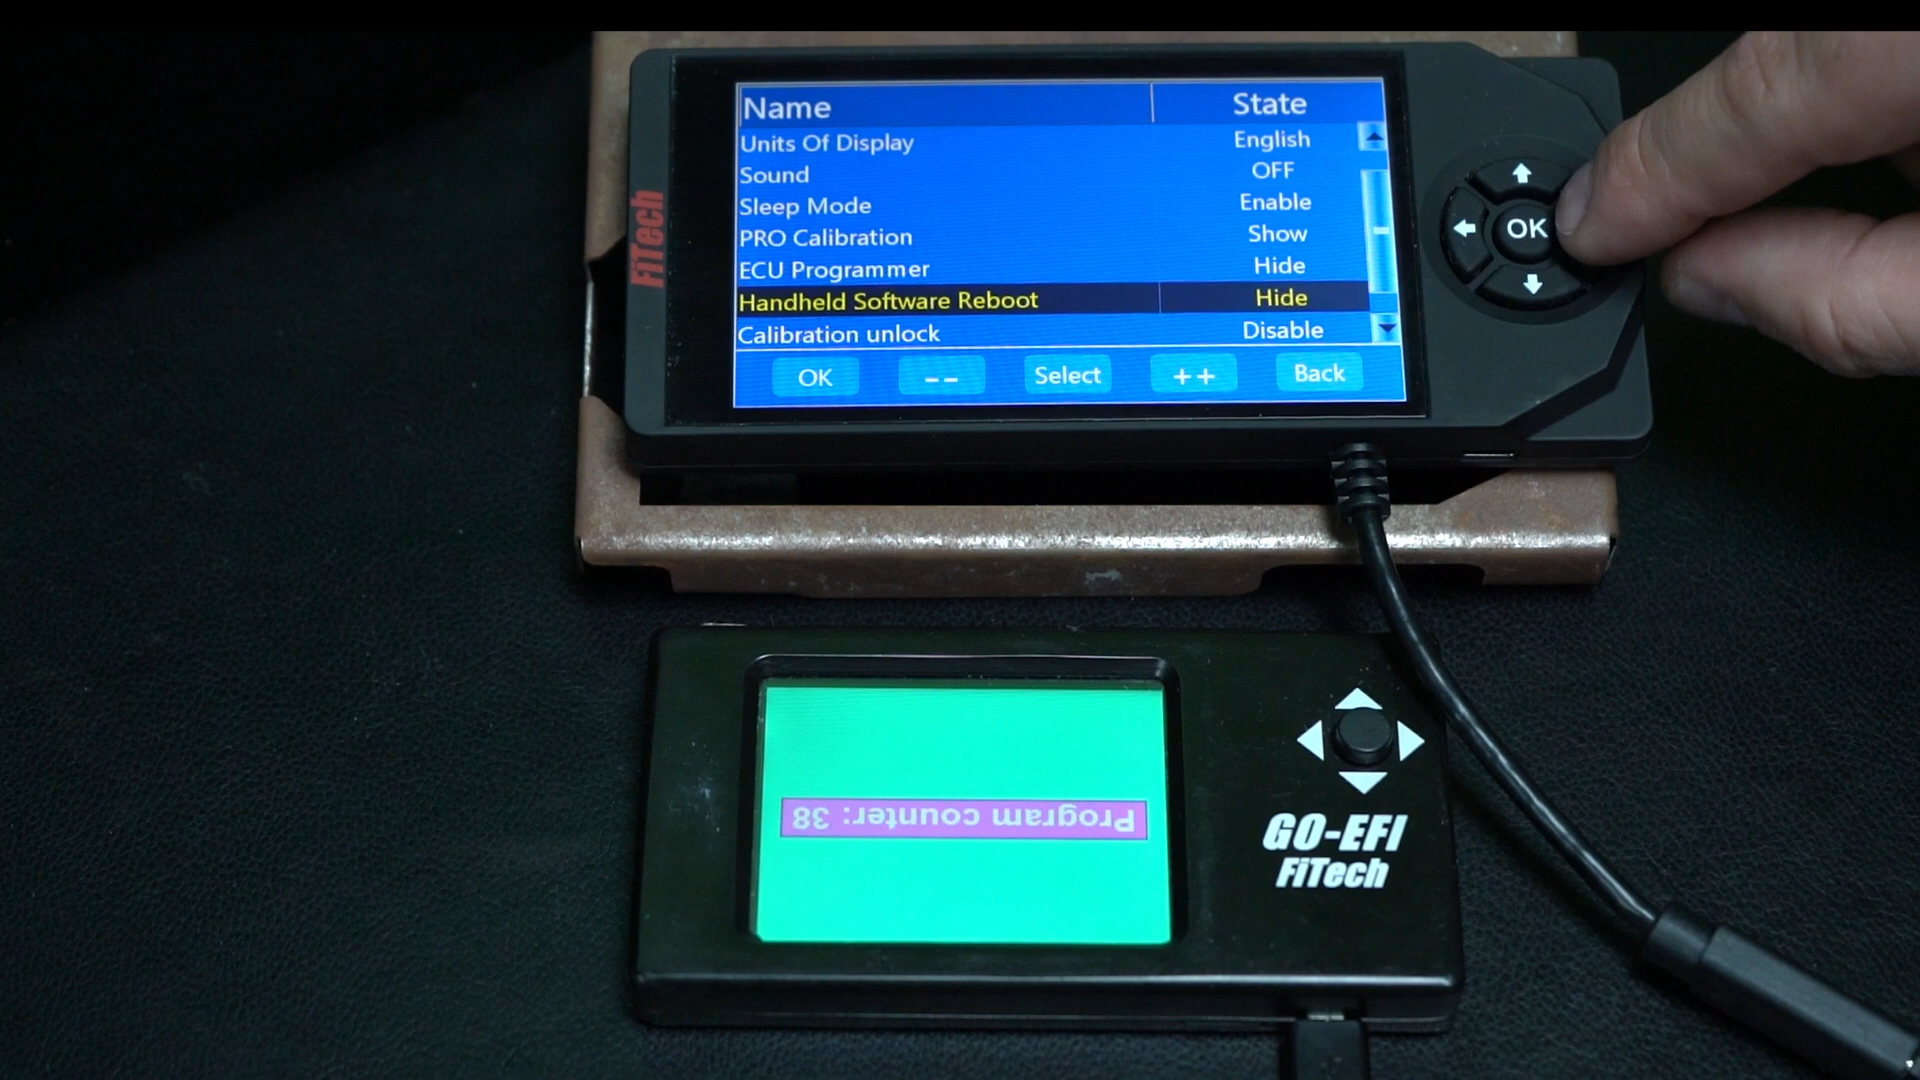 Name State
Units Of Display English
Sound OFF
Sleep Mode Enable
PRO Calibration Show
ECU Programmer Hide
Handheld Software Reboot Hide
Calibration unlock Disable
OK -- Select ++ Back
FiTech
OK
Program counter: 38
GO-EFI
FiTech